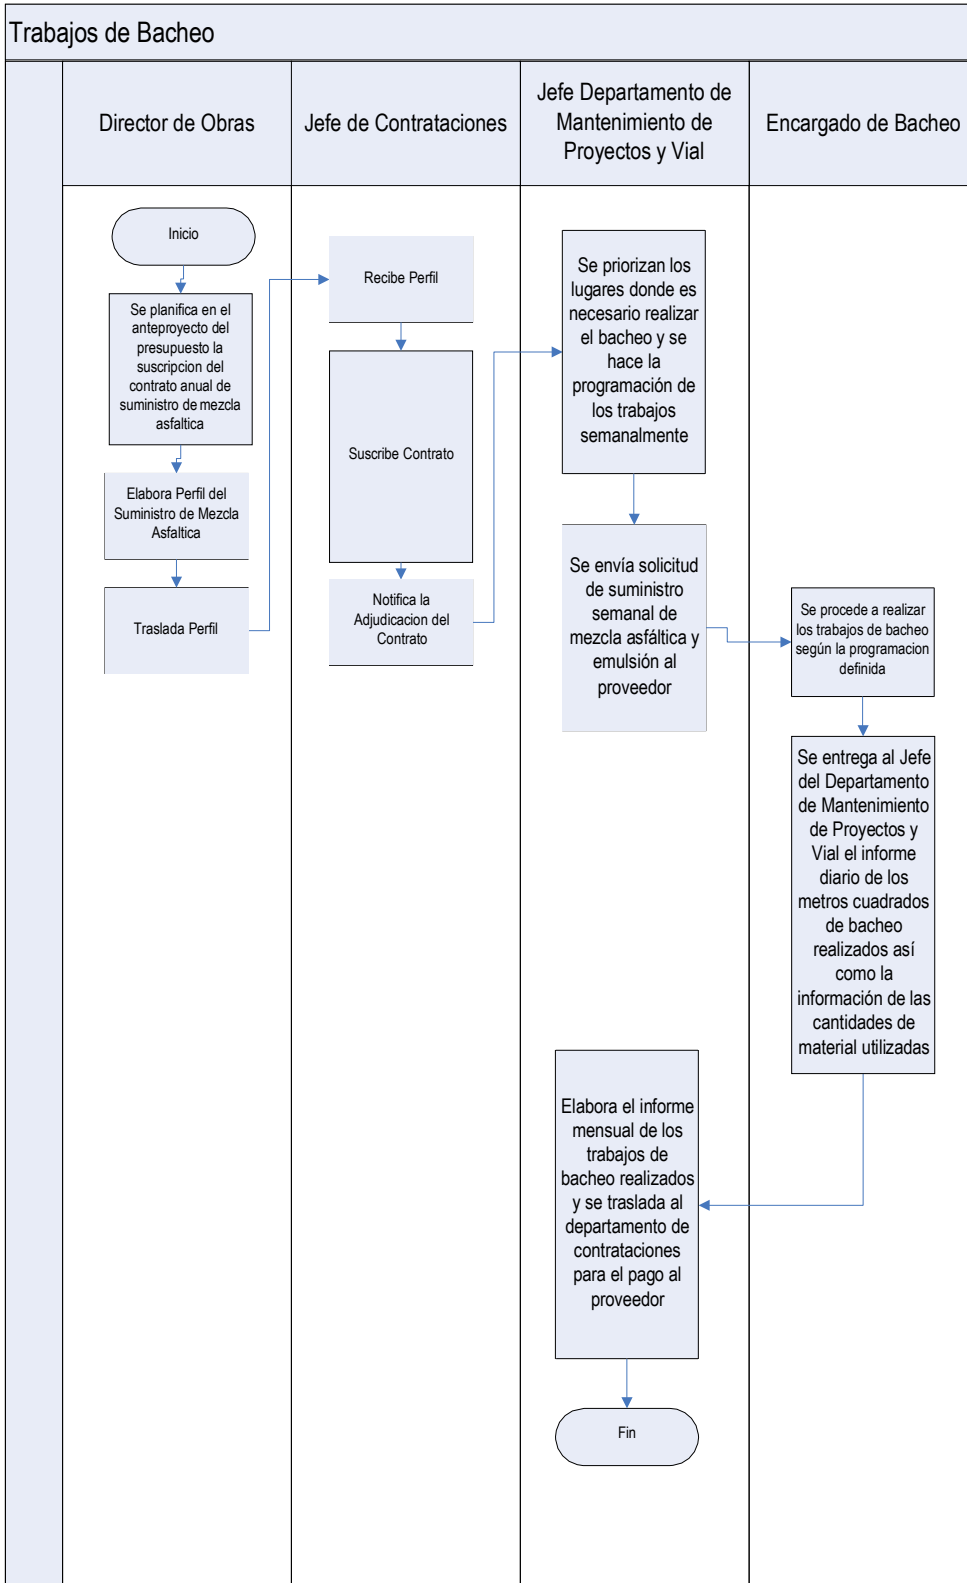 Trabajos de Bacheo
Director de Obras
Jefe de Contrataciones
Jefe Departamento de
Mantenimiento de
Proyectos y Vial
Encargado de Bacheo
Inicio
Se planifica en el
anteproyecto del
presupuesto la
suscripcion del
contrato anual de
suministro de mezcla
asfaltica
Elabora Perfil del
Suministro de Mezcla
Asfaltica
Traslada Perfil
Recibe Perfil
Suscribe Contrato
Notifica la
Adjudicacion del
Contrato
Se priorizan los
lugares donde es
necesario realizar
el bacheo y se
hace la
programación de
los trabajos
semanalmente
Se envía solicitud
de suministro
semanal de
mezcla asfáltica y
emulsión al
proveedor
Se procede a realizar
los trabajos de bacheo
según la programacion
definida
Se entrega al Jefe
del Departamento
de Mantenimiento
de Proyectos y
Vial el informe
diario de los
metros cuadrados
de bacheo
realizados así
como la
información de las
cantidades de
material utilizadas
Elabora el informe
mensual de los
trabajos de
bacheo realizados
y se traslada al
departamento de
contrataciones
para el pago al
proveedor
Fin